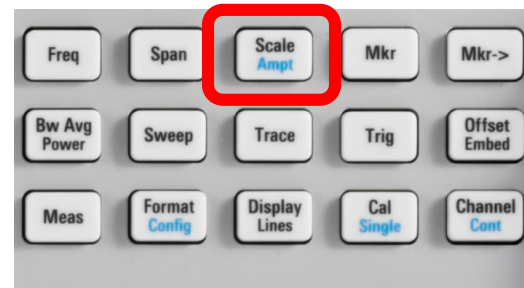 Freq
Span
Scale
Ampt
Mkr
Mkr->
Bw Avg
Power
Sweep
Trace
Trig
Offset
Embed
Meas
Format
Config
Display
Lines
Cal
Single
Channel
Cont